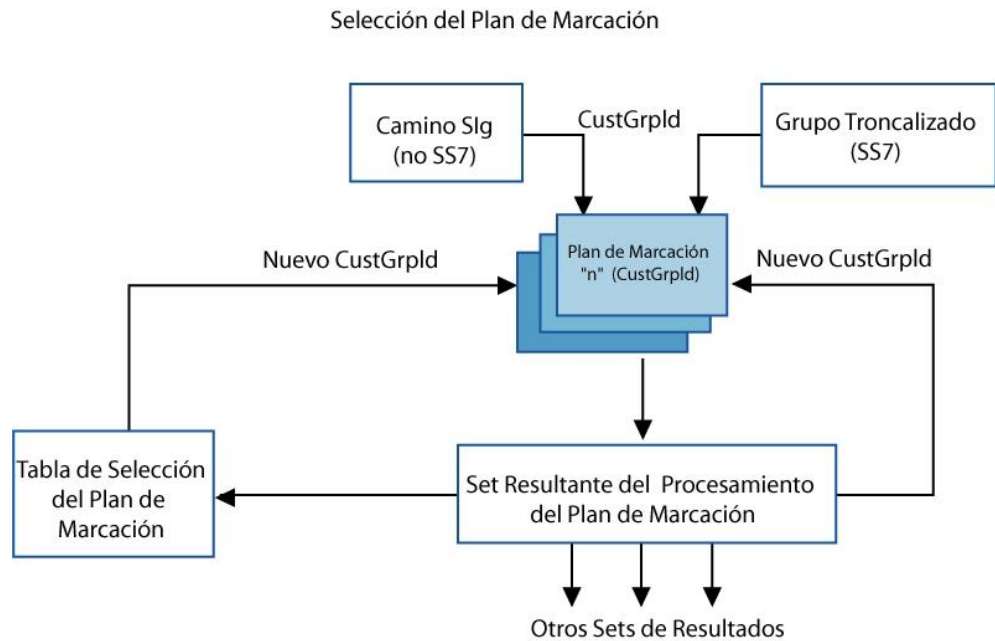 Selección del Plan de Marcación
Camino SIg
(no SS7)
CustGrpId
Grupo Troncalizado
(SS7)
Nuevo CustGrpId
Plan de Marcación
"n" (CustGrpId)
Nuevo CustGrpId
Tabla de Selección
del Plan de
Marcación
Set Resultante del Procesamiento
del Plan de Marcación
Otros Sets de Resultados